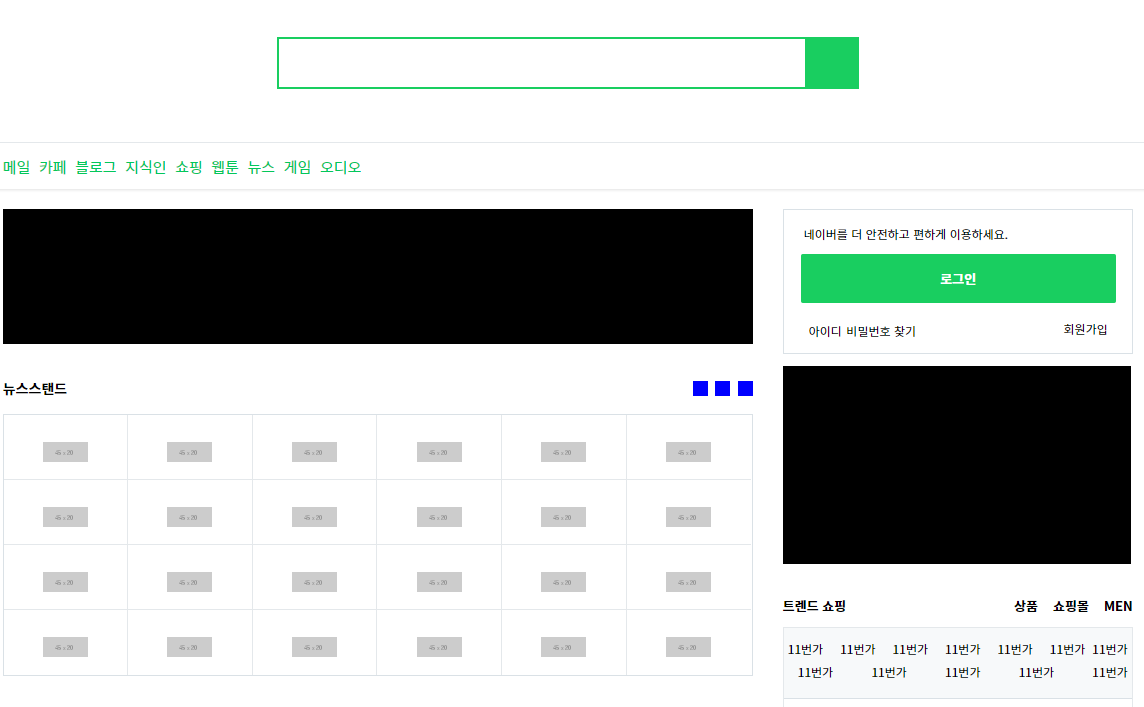 메일 카페 블로그 지식인 쇼핑 웹툰 뉴스 게임 오디오
네이버를 더 안전하고 편하게 이용하세요.
로그인
아이디 비밀번호 찾기 회원가입
뉴스스탠드
45 x 20 45 x 20 45 x 20 45 x 20 45 x 20 45 x 20
45 x 20 45 x 20 45 x 20 45 x 20 45 x 20 45 x 20
45 x 20 45 x 20 45 x 20 45 x 20 45 x 20 45 x 20
45 x 20 45 x 20 45 x 20 45 x 20 45 x 20 45 x 20
트렌드 쇼핑 상품 쇼핑몰 MEN
11번가 11번가 11번가 11번가 11번가 11번가 11번가
11번가 11번가 11번가 11번가 11번가